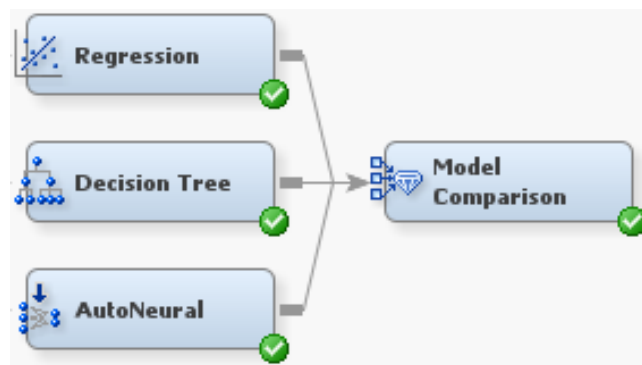 Regression
Decision Tree
Model
Comparison
AutoNeural